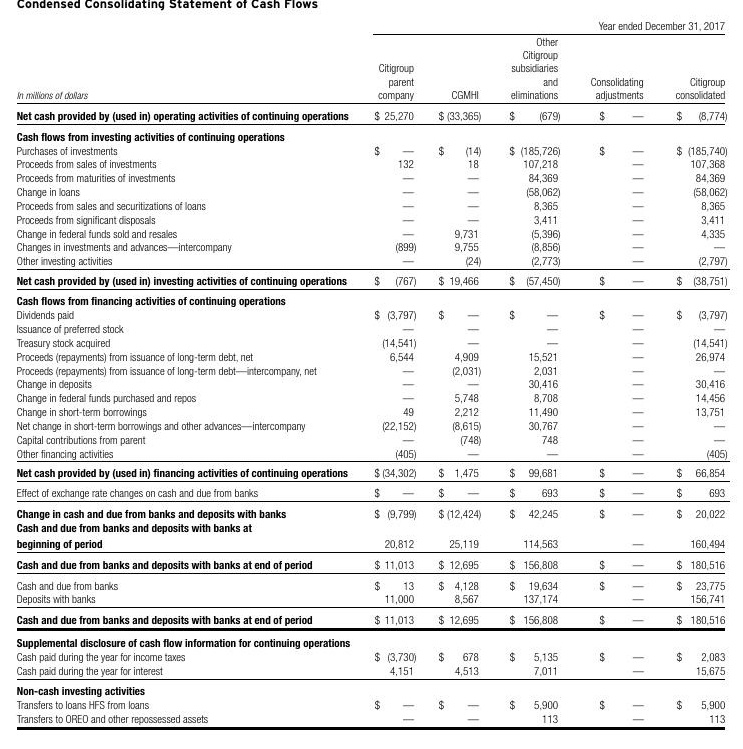 Condensed Consolidating Statement of Cash Flows
Year ended December 31, 2017
Other
Citigroup
Citigroup subsidiaries
parent and Consolidating Citigroup
In millions of dollars company CGMHI eliminations adjustments consolidated
Net cash provided by (used in) operating activities of continuing operations $ 25,270 $ (33,365) $ (679) $ — $ (8,774)
Cash flows from investing activities of continuing operations
Purchases of investments $ — $ (14) $ (185,726) $ — $ (185,740)
Proceeds from sales of investments 132 18 107,218 — 107,368
Proceeds from maturities of investments — — 84,369 — 84,369
Change in loans — — (58,062) — (58,062)
Proceeds from sales and securitizations of loans — — 8,365 — 8,365
Proceeds from significant disposals — — 3,411 — 3,411
Change in federal funds sold and resales — 9,731 (5,396) — 4,335
Changes in investments and advances—intercompany (899) 9,755 (8,856) — —
Other investing activities — (24) (2,773) — (2,797)
Net cash provided by (used in) investing activities of continuing operations $ (767) $ 19,466 $ (57,450) $ — $ (38,751)
Cash flows from financing activities of continuing operations
Dividends paid $ (3,797) $ — $ — $ — $ (3,797)
Issuance of preferred stock — — — — —
Treasury stock acquired (14,541) — — — (14,541)
Proceeds (repayments) from issuance of long-term debt, net 6,544 4,909 15,521 — 26,974
Proceeds (repayments) from issuance of long-term debt—intercompany, net — (2,031) 2,031 — —
Change in deposits — — 30,416 — 30,416
Change in federal funds purchased and repos — 5,748 8,708 — 14,456
Change in short-term borrowings 49 2,212 11,490 — 13,751
Net change in short-term borrowings and other advances—intercompany (22,152) (8,615) 30,767 — —
Capital contributions from parent — (748) 748 — —
Other financing activities (405) — — — (405)
Net cash provided by (used in) financing activities of continuing operations $ (34,302) $ 1,475 $ 99,681 $ — $ 66,854
Effect of exchange rate changes on cash and due from banks $ — $ — $ 693 $ — $ 693
Change in cash and due from banks and deposits with banks $ (9,799) $ (12,424) $ 42,245 $ — $ 20,022
Cash and due from banks and deposits with banks at
beginning of period 20,812 25,119 114,563 — 160,494
Cash and due from banks and deposits with banks at end of period $ 11,013 $ 12,695 $ 156,808 $ — $ 180,516
Cash and due from banks $ 13 $ 4,128 $ 19,634 $ — $ 23,775
Deposits with banks 11,000 8,567 137,174 — 156,741
Cash and due from banks and deposits with banks at end of period $ 11,013 $ 12,695 $ 156,808 $ — $ 180,516
Supplemental disclosure of cash flow information for continuing operations
Cash paid during the year for income taxes $ (3,730) $ 678 $ 5,135 $ — $ 2,083
Cash paid during the year for interest 4,151 4,513 7,011 — 15,675
Non-cash investing activities
Transfers to loans HFS from loans $ — $ — $ 5,900 $ — $ 5,900
Transfers to OREO and other repossessed assets — — 113 — 113